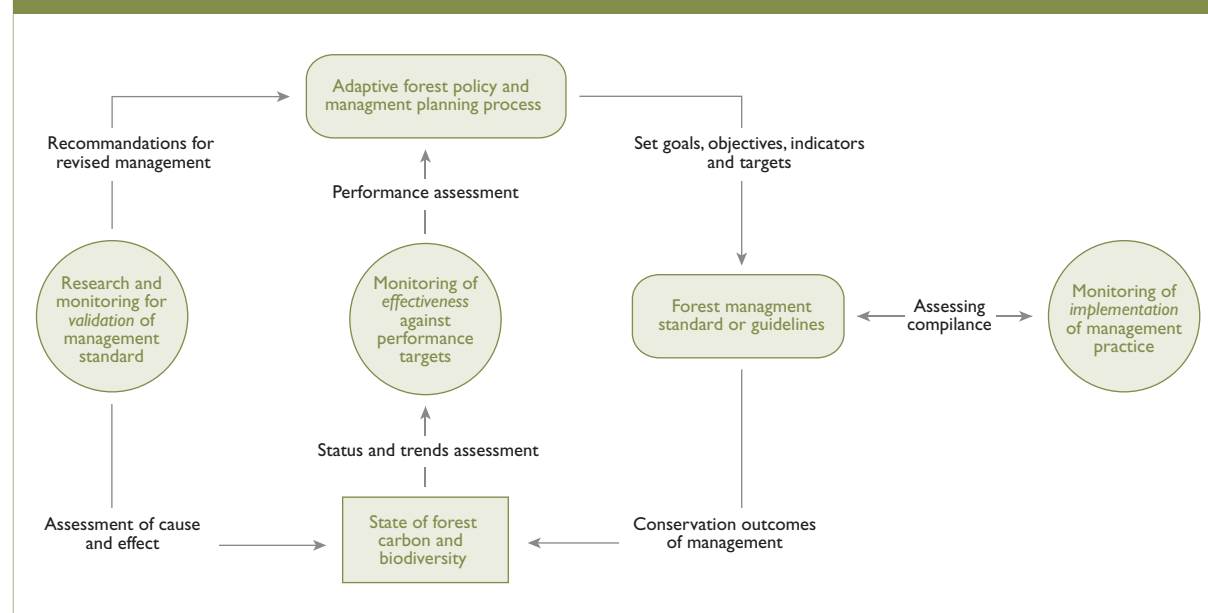 Adaptive forest policy and
managment planning process
Recommandations for
revised management
Set goals, objectives, indicators
and targets
Performance assessment
Research and
monitoring for
validation of
management
standard
Monitoring of
effectiveness
against
performance
targets
Forest managment
standard or guidelines
Assessing
compilance
Monitoring of
implementation
of management
practice
Status and trends assessment
Assessment of cause
and effect
State of forest
carbon and
biodiversity
Conservation outcomes
of management